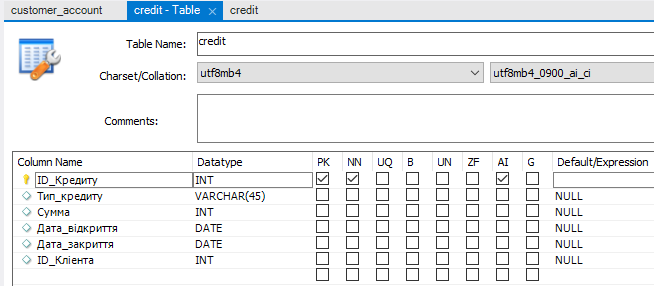 customer_account credit - Table credit
Table Name: credit
Charset/Collation: utf8mb4 utf8mb4_0900_ai_ci
Comments:
Column Name Datatype PK NN UQ B UN ZF AI G Default/Expression
ID_Кредиту INT
Тип_кредиту VARCHAR(45) NULL
Сумма INT NULL
Дата_відкриття DATE NULL
Дата_закриття DATE NULL
ID_Клієнта INT NULL